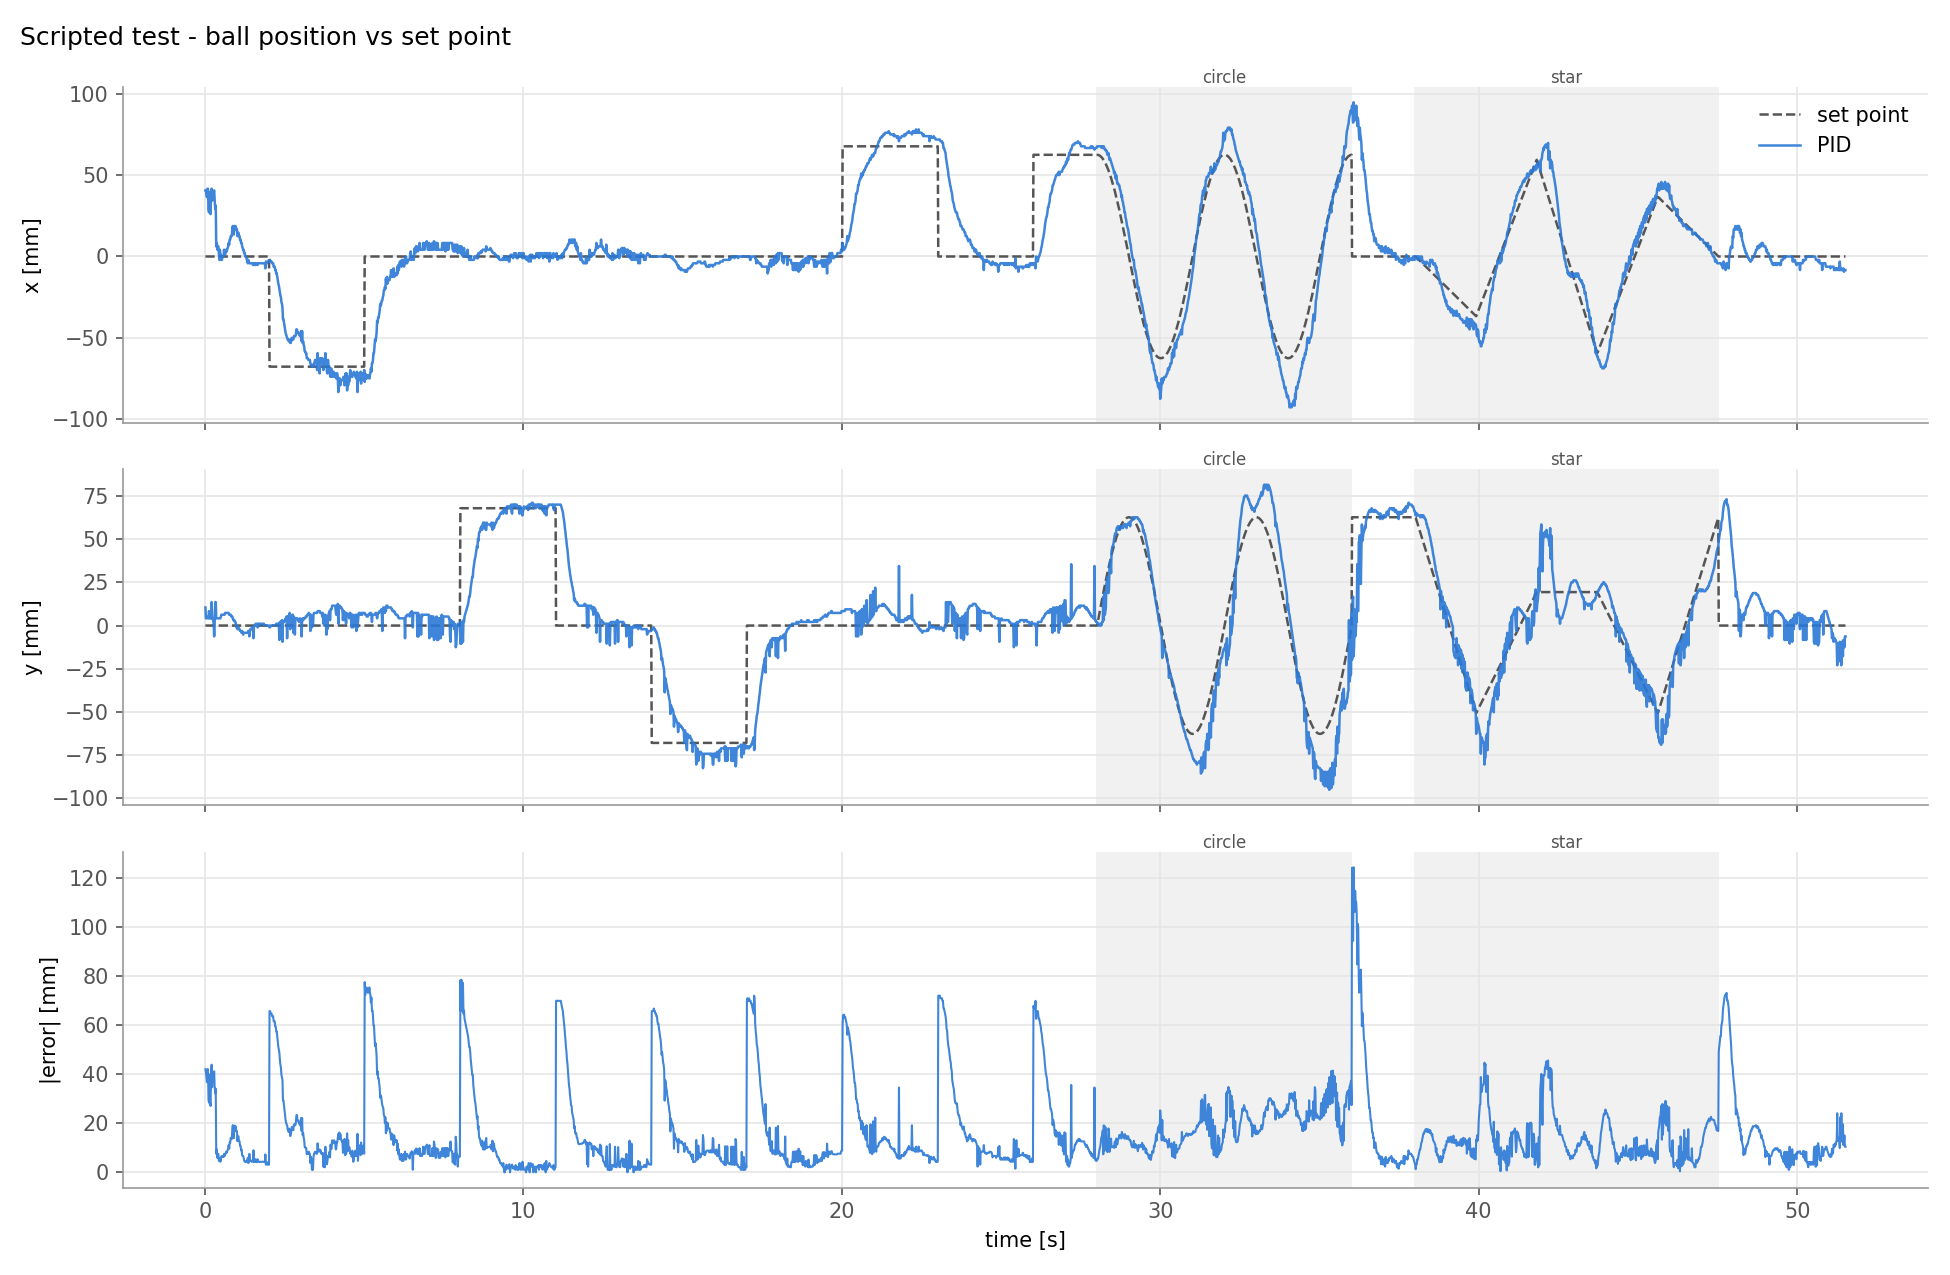 Scripted test - ball position vs set point
circle
star
100
50
0
−50
−100
x [mm]
set point
PID
circle
star
75
50
25
0
−25
−50
−75
−100
y [mm]
circle
star
120
100
80
60
40
20
0
|error| [mm]
0
10
20
30
40
50
time [s]